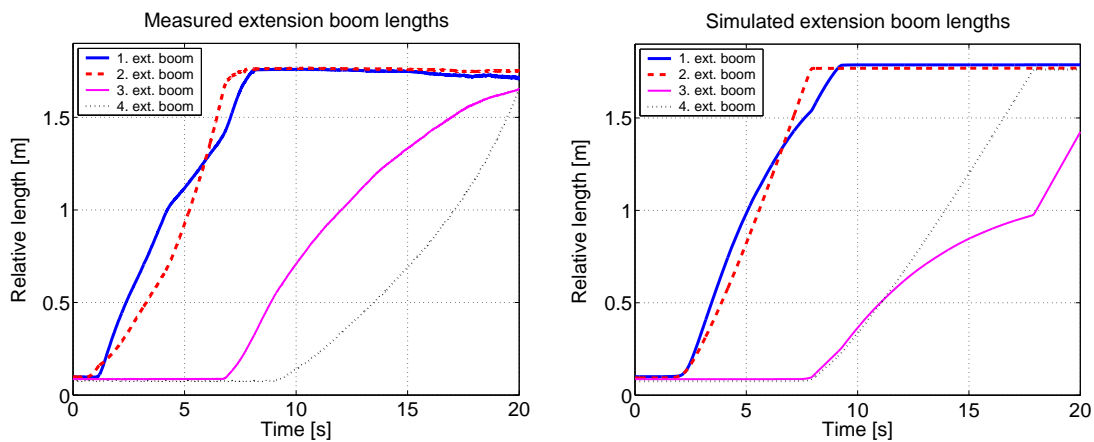 Measured extension boom lengths
1. ext. boom
2. ext. boom
3. ext. boom
4. ext. boom
Relative length [m]
1.5
1
0.5
0
0
5
10
15
20
Time [s]
Simulated extension boom lengths
1. ext. boom
2. ext. boom
3. ext. boom
4. ext. boom
Relative length [m]
1.5
1
0.5
0
0
5
10
15
20
Time [s]